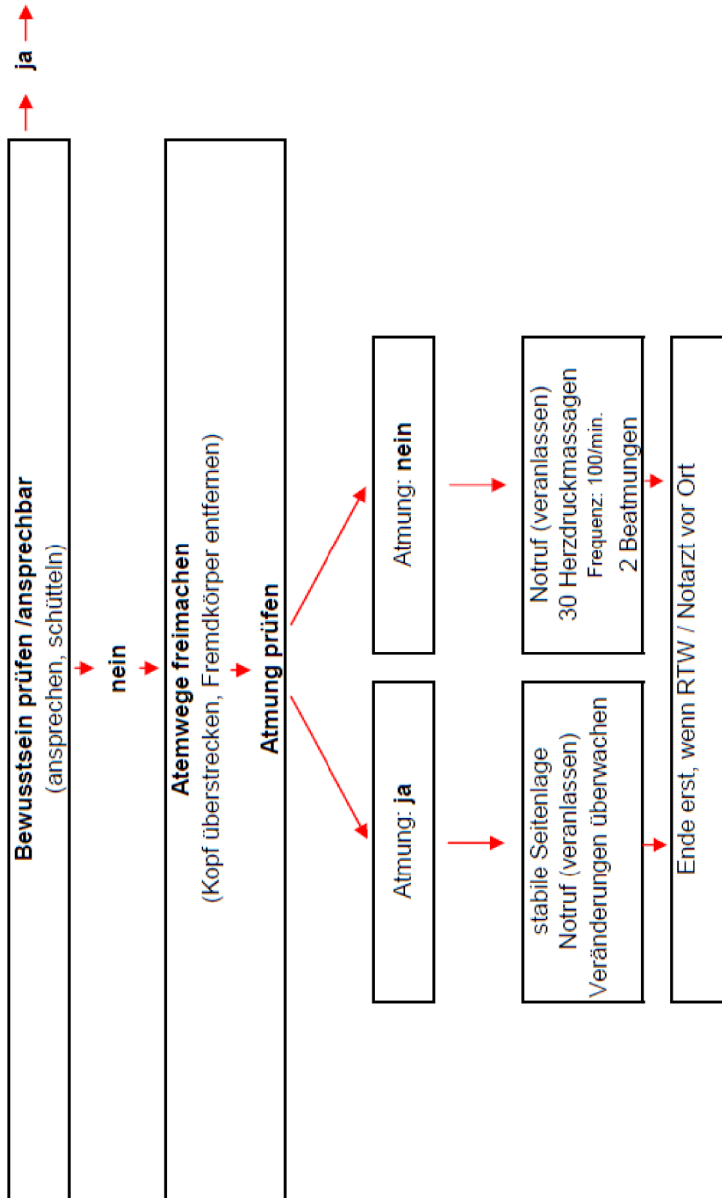 Bewusstsein prüfen /ansprechbar
(ansprechen, schütteln)
ja
nein
Atemwege freimachen
(Kopf überstrecken, Fremdkörper entfernen)
Atmung prüfen
Atmung: ja
Atmung: nein
stabile Seitenlage
Notruf (veranlassen)
Veränderungen überwachen
Notruf (veranlassen)
30 Herzdruckmassagen
Frequenz: 100/min.
2 Beatmungen
Ende erst, wenn RTW / Notarzt vor Ort